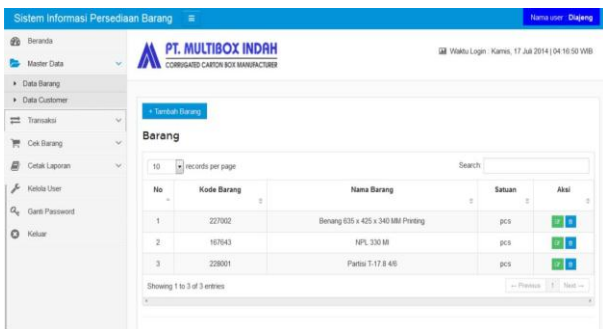 Sistem Informasi Persediaan Barang
Nama user : Diajeng
Beranda
Master Data
Data Barang
Data Customer
Transaksi
Cek Barang
Cetak Laporan
Kelola User
Ganti Password
Keluar
PT. MULTIBOX INDAH
CORRUGATED CARTON BOX MANUFACTURER
Waktu Login : Kamis, 17 Juli 2014 | 04:16:50 WIB
+ Tambah Barang
Barang
10 records per page
Search:
No Kode Barang Nama Barang Satuan Aksi
1 227002 Benang 635 x 425 x 340 MM Printing pcs
2 167643 NPL 330 Ml pcs
3 228001 Partisi T-17.8 4/6 pcs
Showing 1 to 3 of 3 entries
← Previous 1 Next →